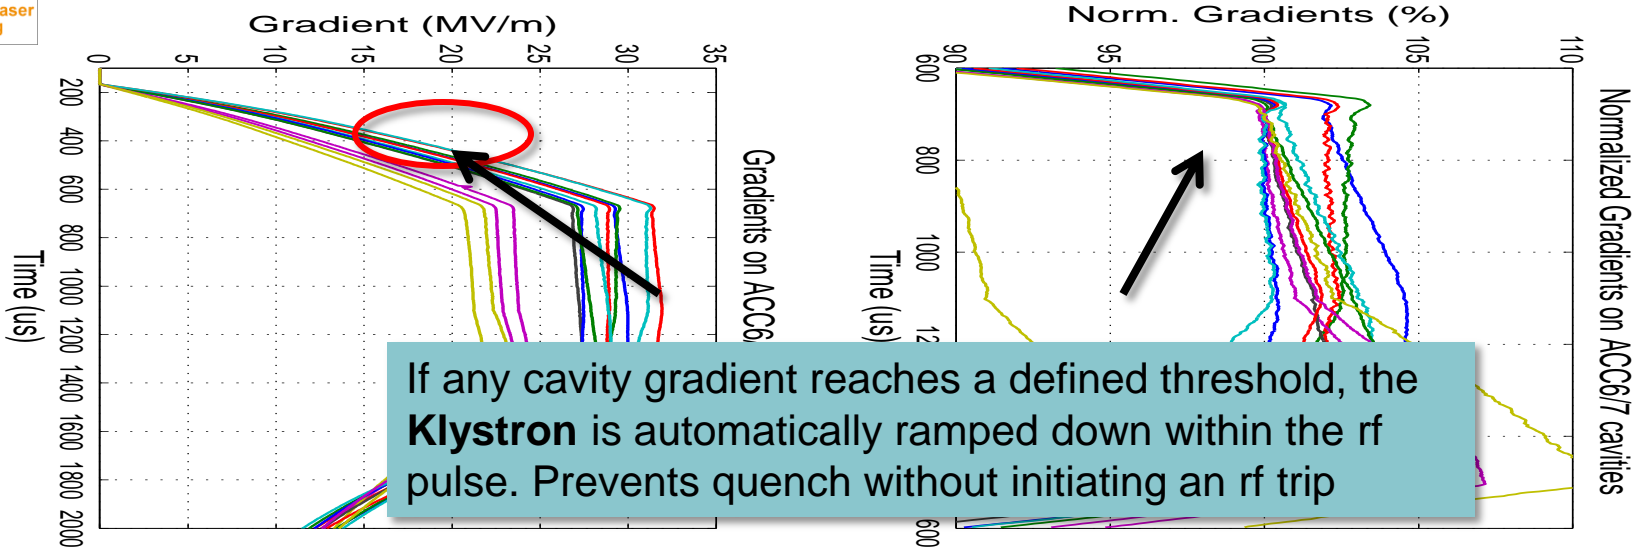 aser
g
Gradient (MV/m)
0
5
10
15
20
25
30
35
200
400
600
800
1000
1200
1400
1600
1800
2000
Time (us)
Gradients on ACC6/
Norm. Gradients (%)
90
95
100
105
110
600
800
1000
12
600
Time (us)
Normalized Gradients on ACC6/7 cavities
If any cavity gradient reaches a defined threshold, the
Klystron is automatically ramped down within the rf
pulse. Prevents quench without initiating an rf trip